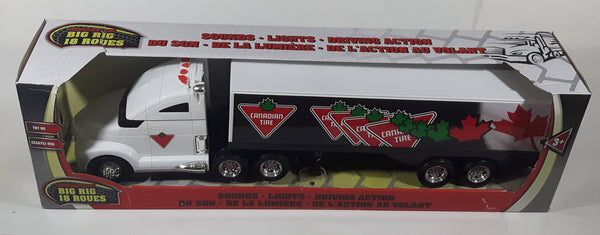 BIG RIG
18 ROUES
SOUNDS - LIGHTS - DRIVING ACTION
DU SON - DE LA LUMIÈRE - DE L'ACTION AU VOLANT
TRY ME
ESSAYEZ-MOI
CANADIAN
TIRE
CANADIAN
TIRE
3+
BIG RIG
18 ROUES
SOUNDS - LIGHTS - DRIVING ACTION
DU SON - DE LA LUMIÈRE - DE L'ACTION AU VOLANT